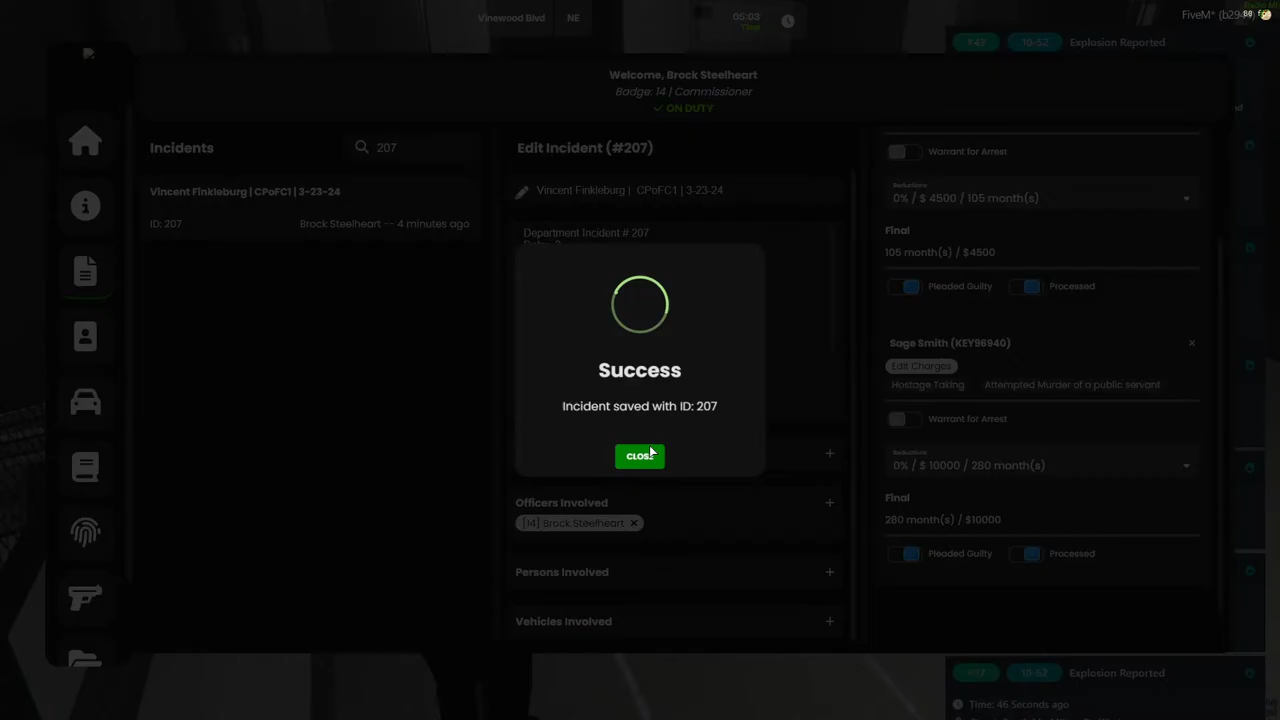 Vinewood Blvd
NE
05:03
FiveM*
#43
10-52
Explosion Reported
Welcome, Brock Steelheart
Badge: 14 | Commissioner
ON DUTY
Incidents
207
Vincent Finkleburg | CPoFC1 | 3-23-24
ID: 207
Brock Steelheart -- 4 minutes ago
Edit Incident (#207)
Vincent Finkleburg | CPoFC1 | 3-23-24
Department Incident # 207
Success
Incident saved with ID: 207
CLOSE
Officers Involved
[14] Brock Steelheart
Persons Involved
Vehicles Involved
Warrant for Arrest
Reductions
0% / $ 4500 / 105 month(s)
Final
105 month(s) / $4500
Pleaded Guilty
Processed
Sage Smith (KEY96940)
Edit Charges
Hostage Taking
Attempted Murder of a public servant
Warrant for Arrest
Reductions
0% / $ 10000 / 280 month(s)
Final
280 month(s) / $10000
Pleaded Guilty
Processed
10-52
Explosion Reported
Time: 46 Seconds ago